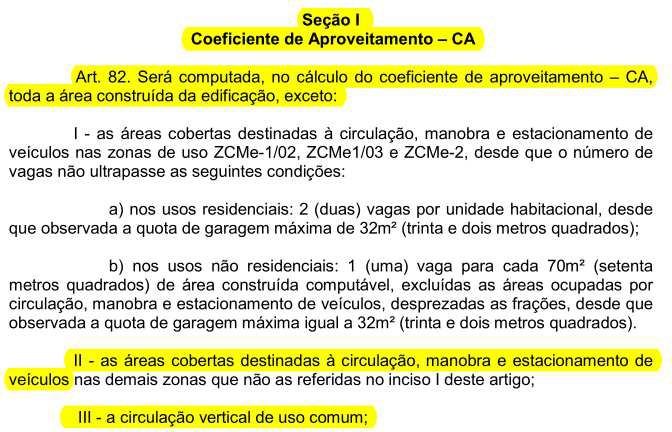 Seção I
Coeficiente de Aproveitamento – CA
Art. 82. Será computada, no cálculo do coeficiente de aproveitamento – CA,
toda a área construída da edificação, exceto:
I - as áreas cobertas destinadas à circulação, manobra e estacionamento de
veículos nas zonas de uso ZCMe-1/02, ZCMe1/03 e ZCMe-2, desde que o número de
vagas não ultrapasse as seguintes condições:
a) nos usos residenciais: 2 (duas) vagas por unidade habitacional, desde
que observada a quota de garagem máxima de 32m² (trinta e dois metros quadrados);
b) nos usos não residenciais: 1 (uma) vaga para cada 70m² (setenta
metros quadrados) de área construída computável, excluídas as áreas ocupadas por
circulação, manobra e estacionamento de veículos, desprezadas as frações, desde que
observada a quota de garagem máxima igual a 32m² (trinta e dois metros quadrados).
II - as áreas cobertas destinadas à circulação, manobra e estacionamento de
veículos nas demais zonas que não as referidas no inciso I deste artigo;
III - a circulação vertical de uso comum;